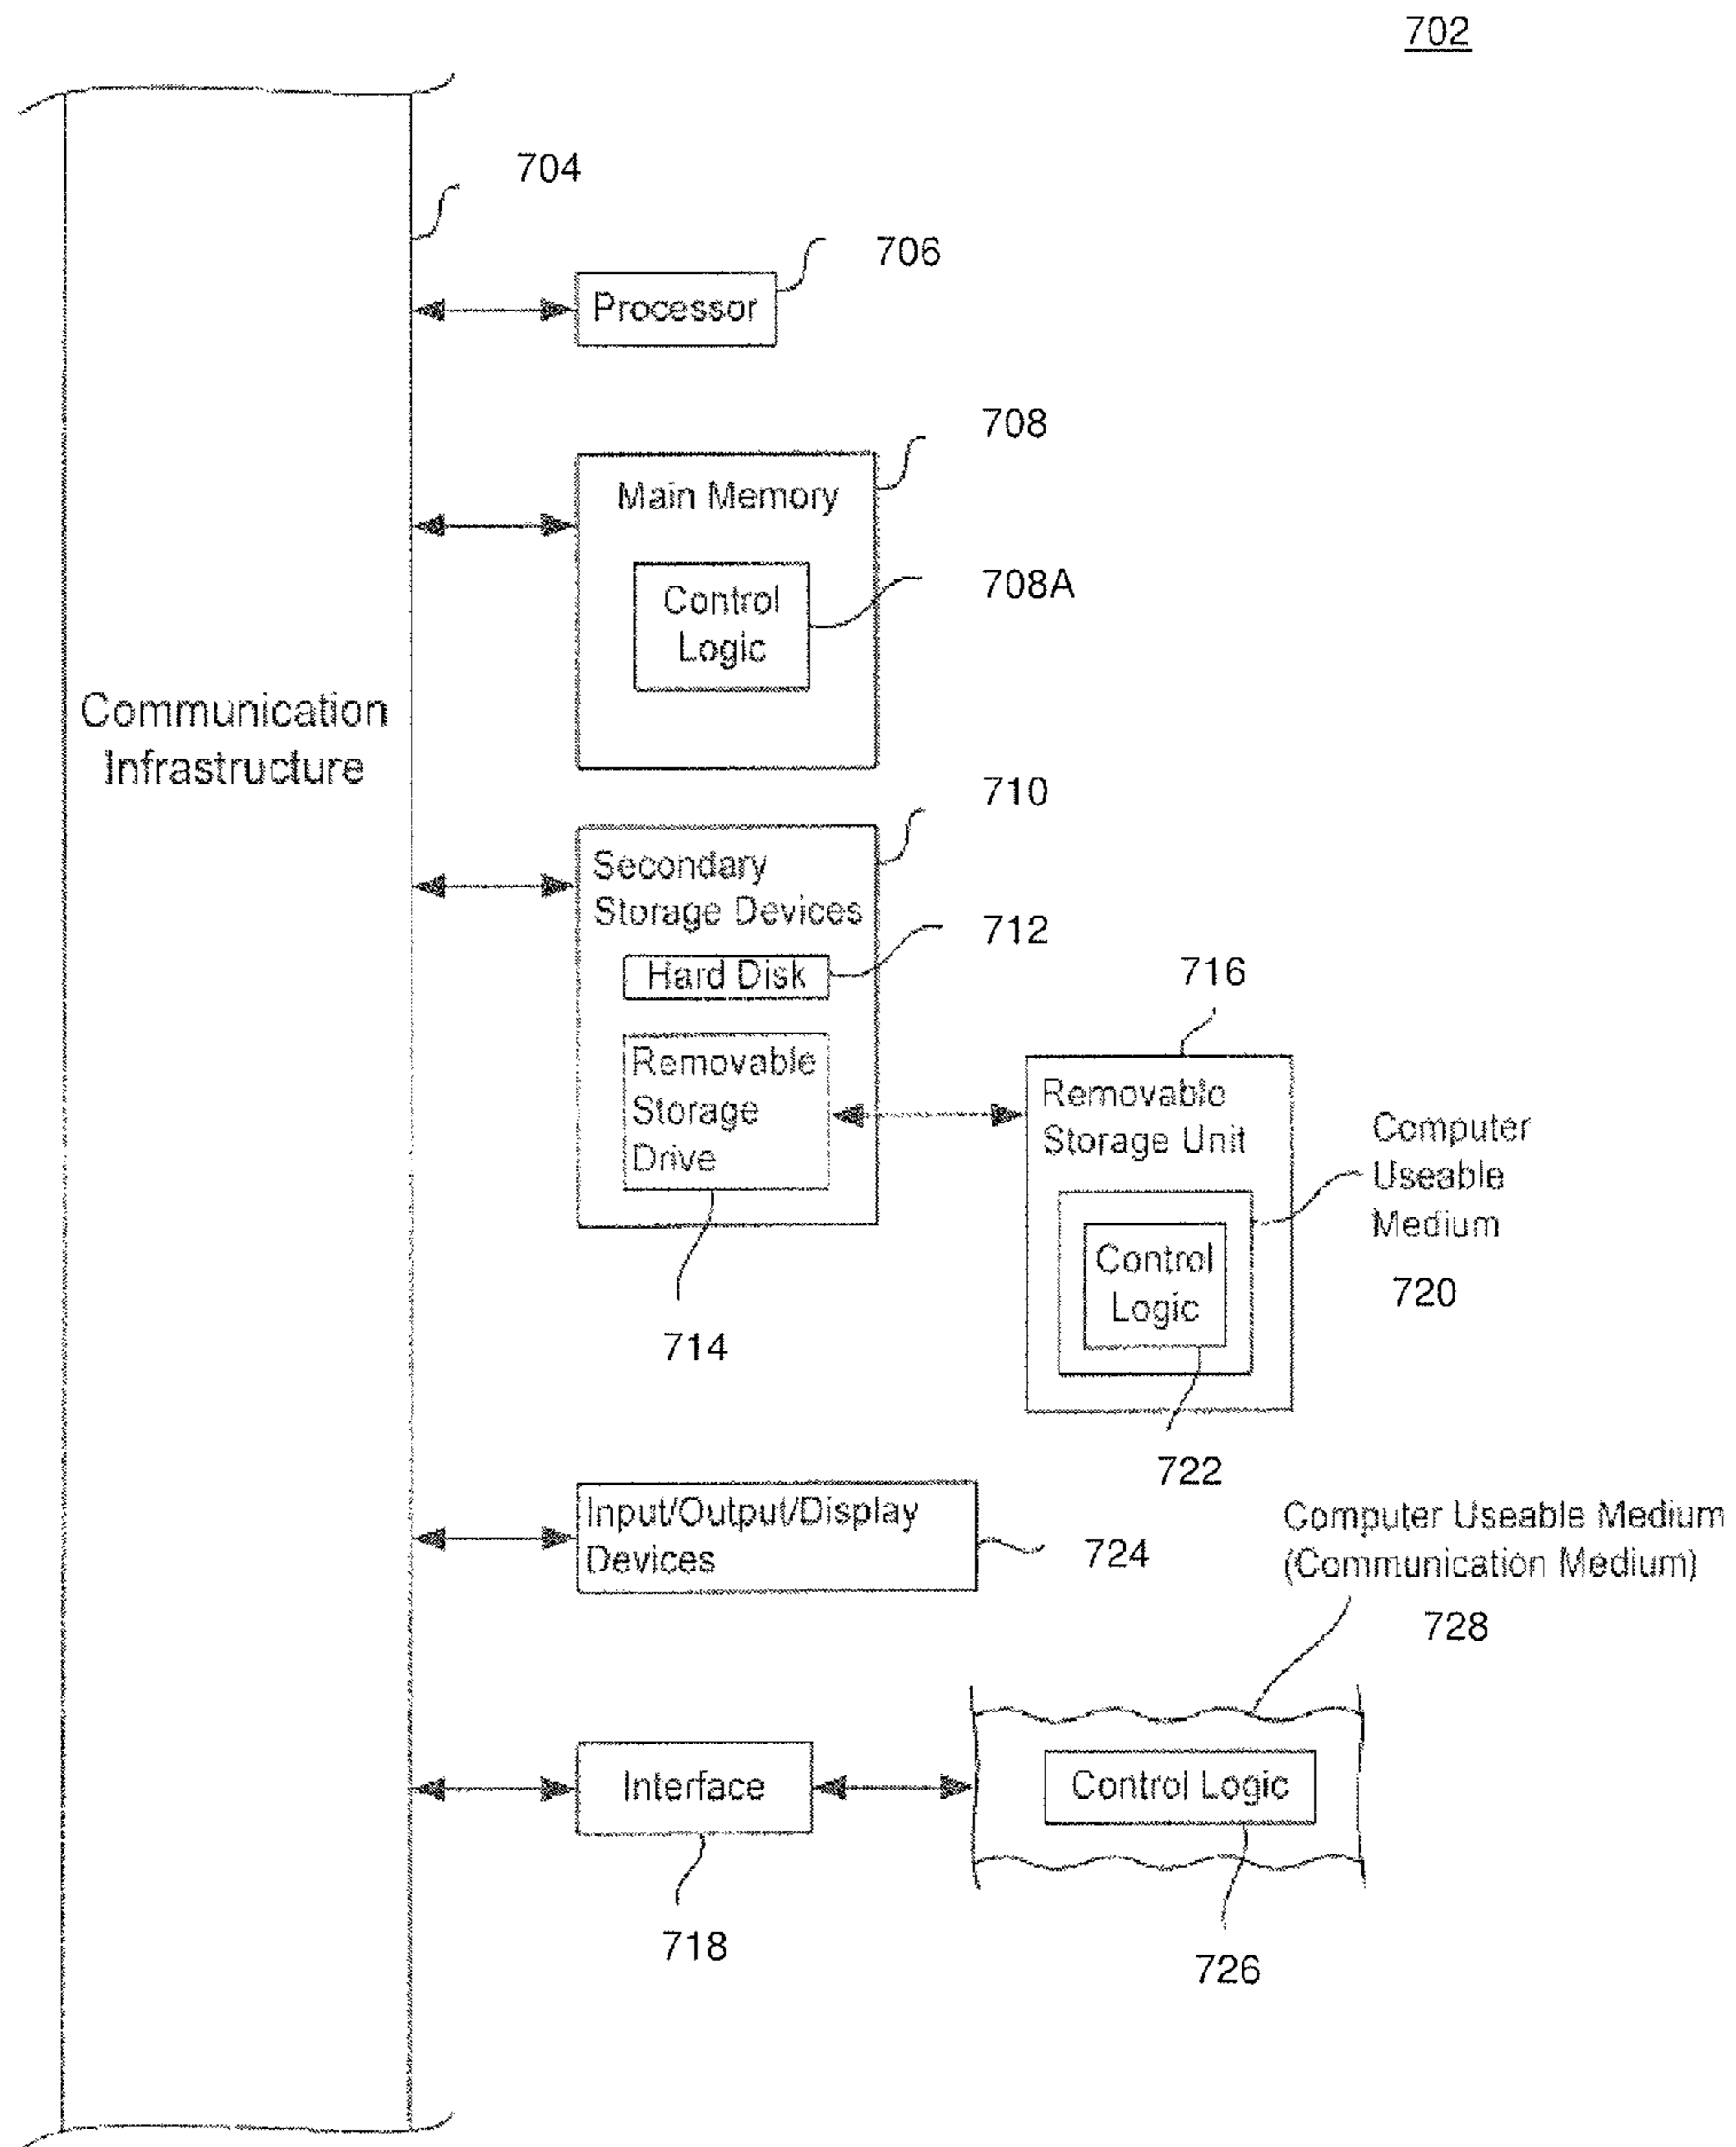 702
704
706
Processor
708
Main Memory
708A
Control
Logic
Communication
Infrastructure
710
Secondary
Storage Devices
712
Hard Disk
716
Removable
Storage
Drive
Removable
Storage Unit
Computer
Useable
Medium
720
Control
Logic
714
722
Input/Output/Display
Devices
724
Computer Useable Medium
(Communication Medium)
728
Interface
Control Logic
718
726